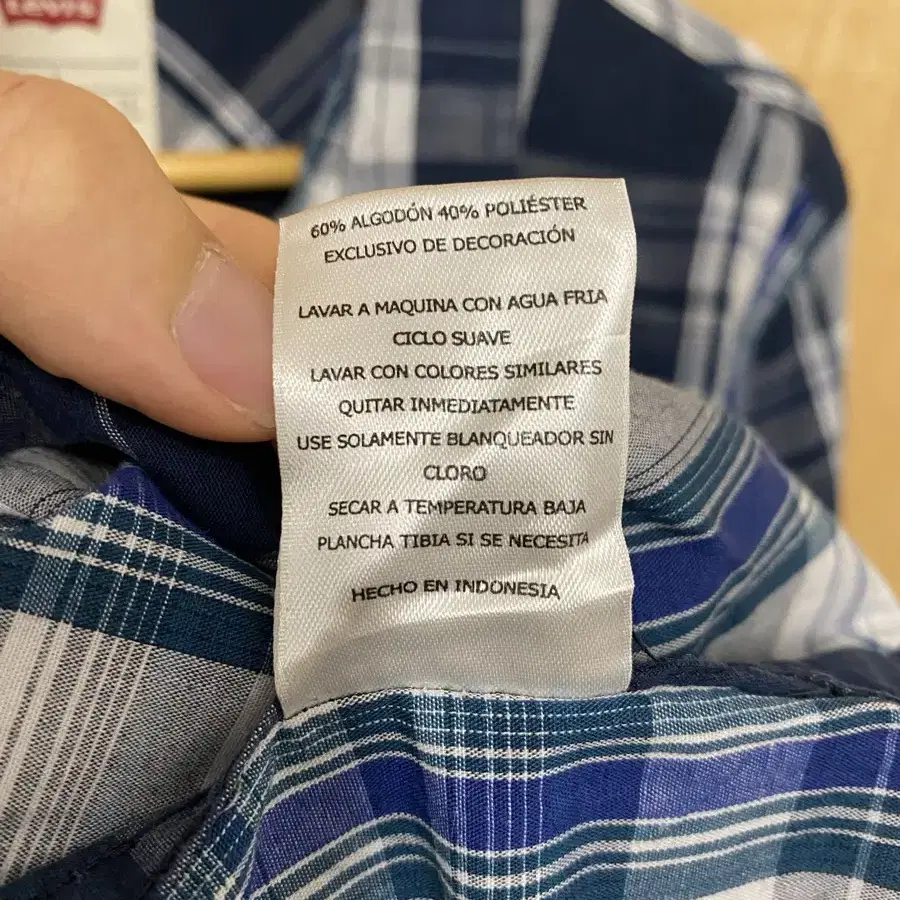 Levi's
60% ALGODÓN 40% POLIÉSTER
EXCLUSIVO DE DECORACIÓN
LAVAR A MAQUINA CON AGUA FRIA
CICLO SUAVE
LAVAR CON COLORES SIMILARES
QUITAR INMEDIATAMENTE
USE SOLAMENTE BLANQUEADOR SIN
CLORO
SECAR A TEMPERATURA BAJA
PLANCHA TIBIA SI SE NECESITA
HECHO EN INDONESIA